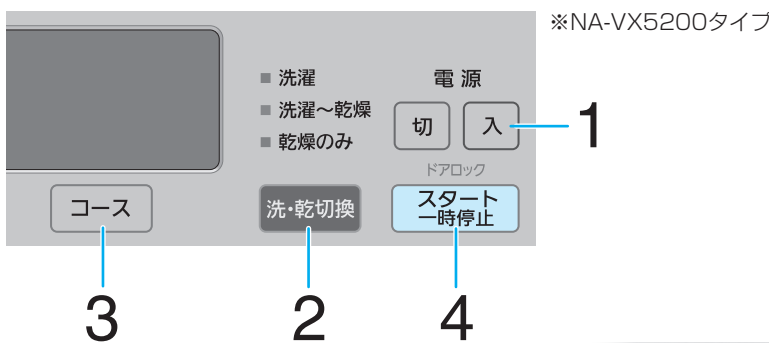 ※NA-VX5200タイプ
洗濯
洗濯～乾燥
乾燥のみ
電源
切 入
1
ドアロック
コース
洗・乾切換
スタート
一時停止
3 2 4